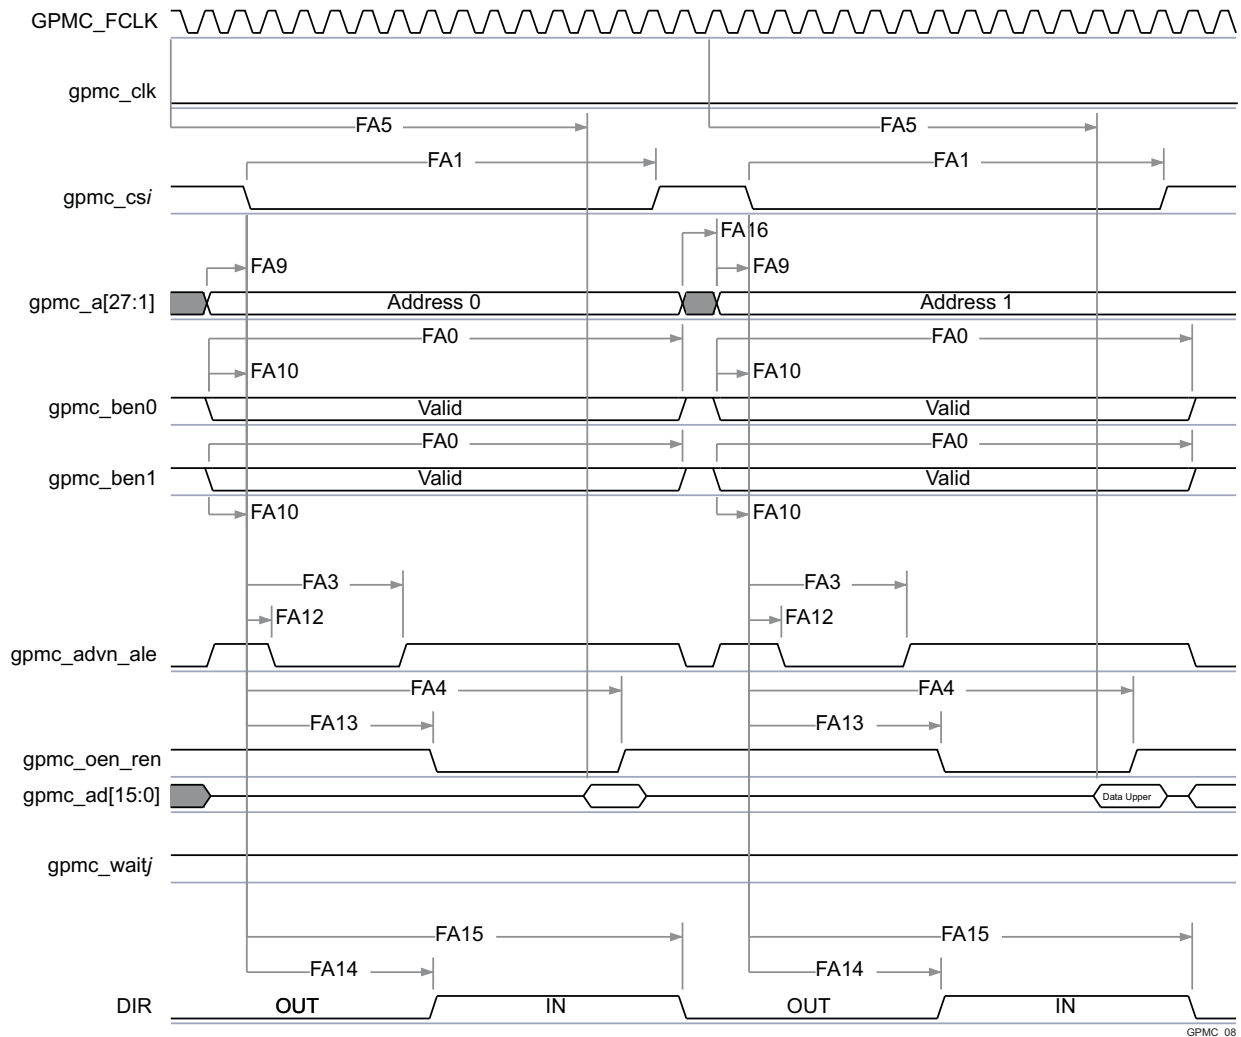 GPMC_FCLK
gpmc_clk
FA5 FA5
FA1 FA1
gpmc_csi
FA16
FA9 FA9
gpmc_a[27:1] Address 0 Address 1
FA0 FA0
FA10 FA10
gpmc_ben0 Valid Valid
FA0 FA0
gpmc_ben1 Valid Valid
FA10 FA10
FA3 FA3
FA12 FA12
gpmc_advn_ale
FA4 FA4
FA13 FA13
gpmc_oen_ren
gpmc_ad[15:0] Data Upper
gpmc_waitj
FA15 FA15
FA14 FA14
DIR OUT IN OUT IN
GPMC_08